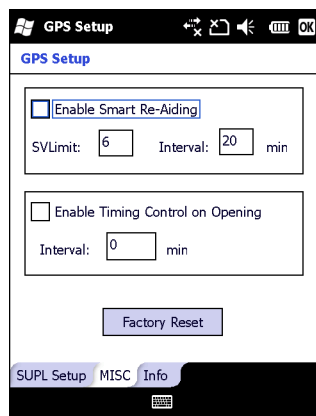 GPS Setup OK
GPS Setup
Enable Smart Re-Aiding
SVLimit: 6 Interval: 20 min
Enable Timing Control on Opening
Interval: 0 min
Factory Reset
SUPL Setup MISC Info